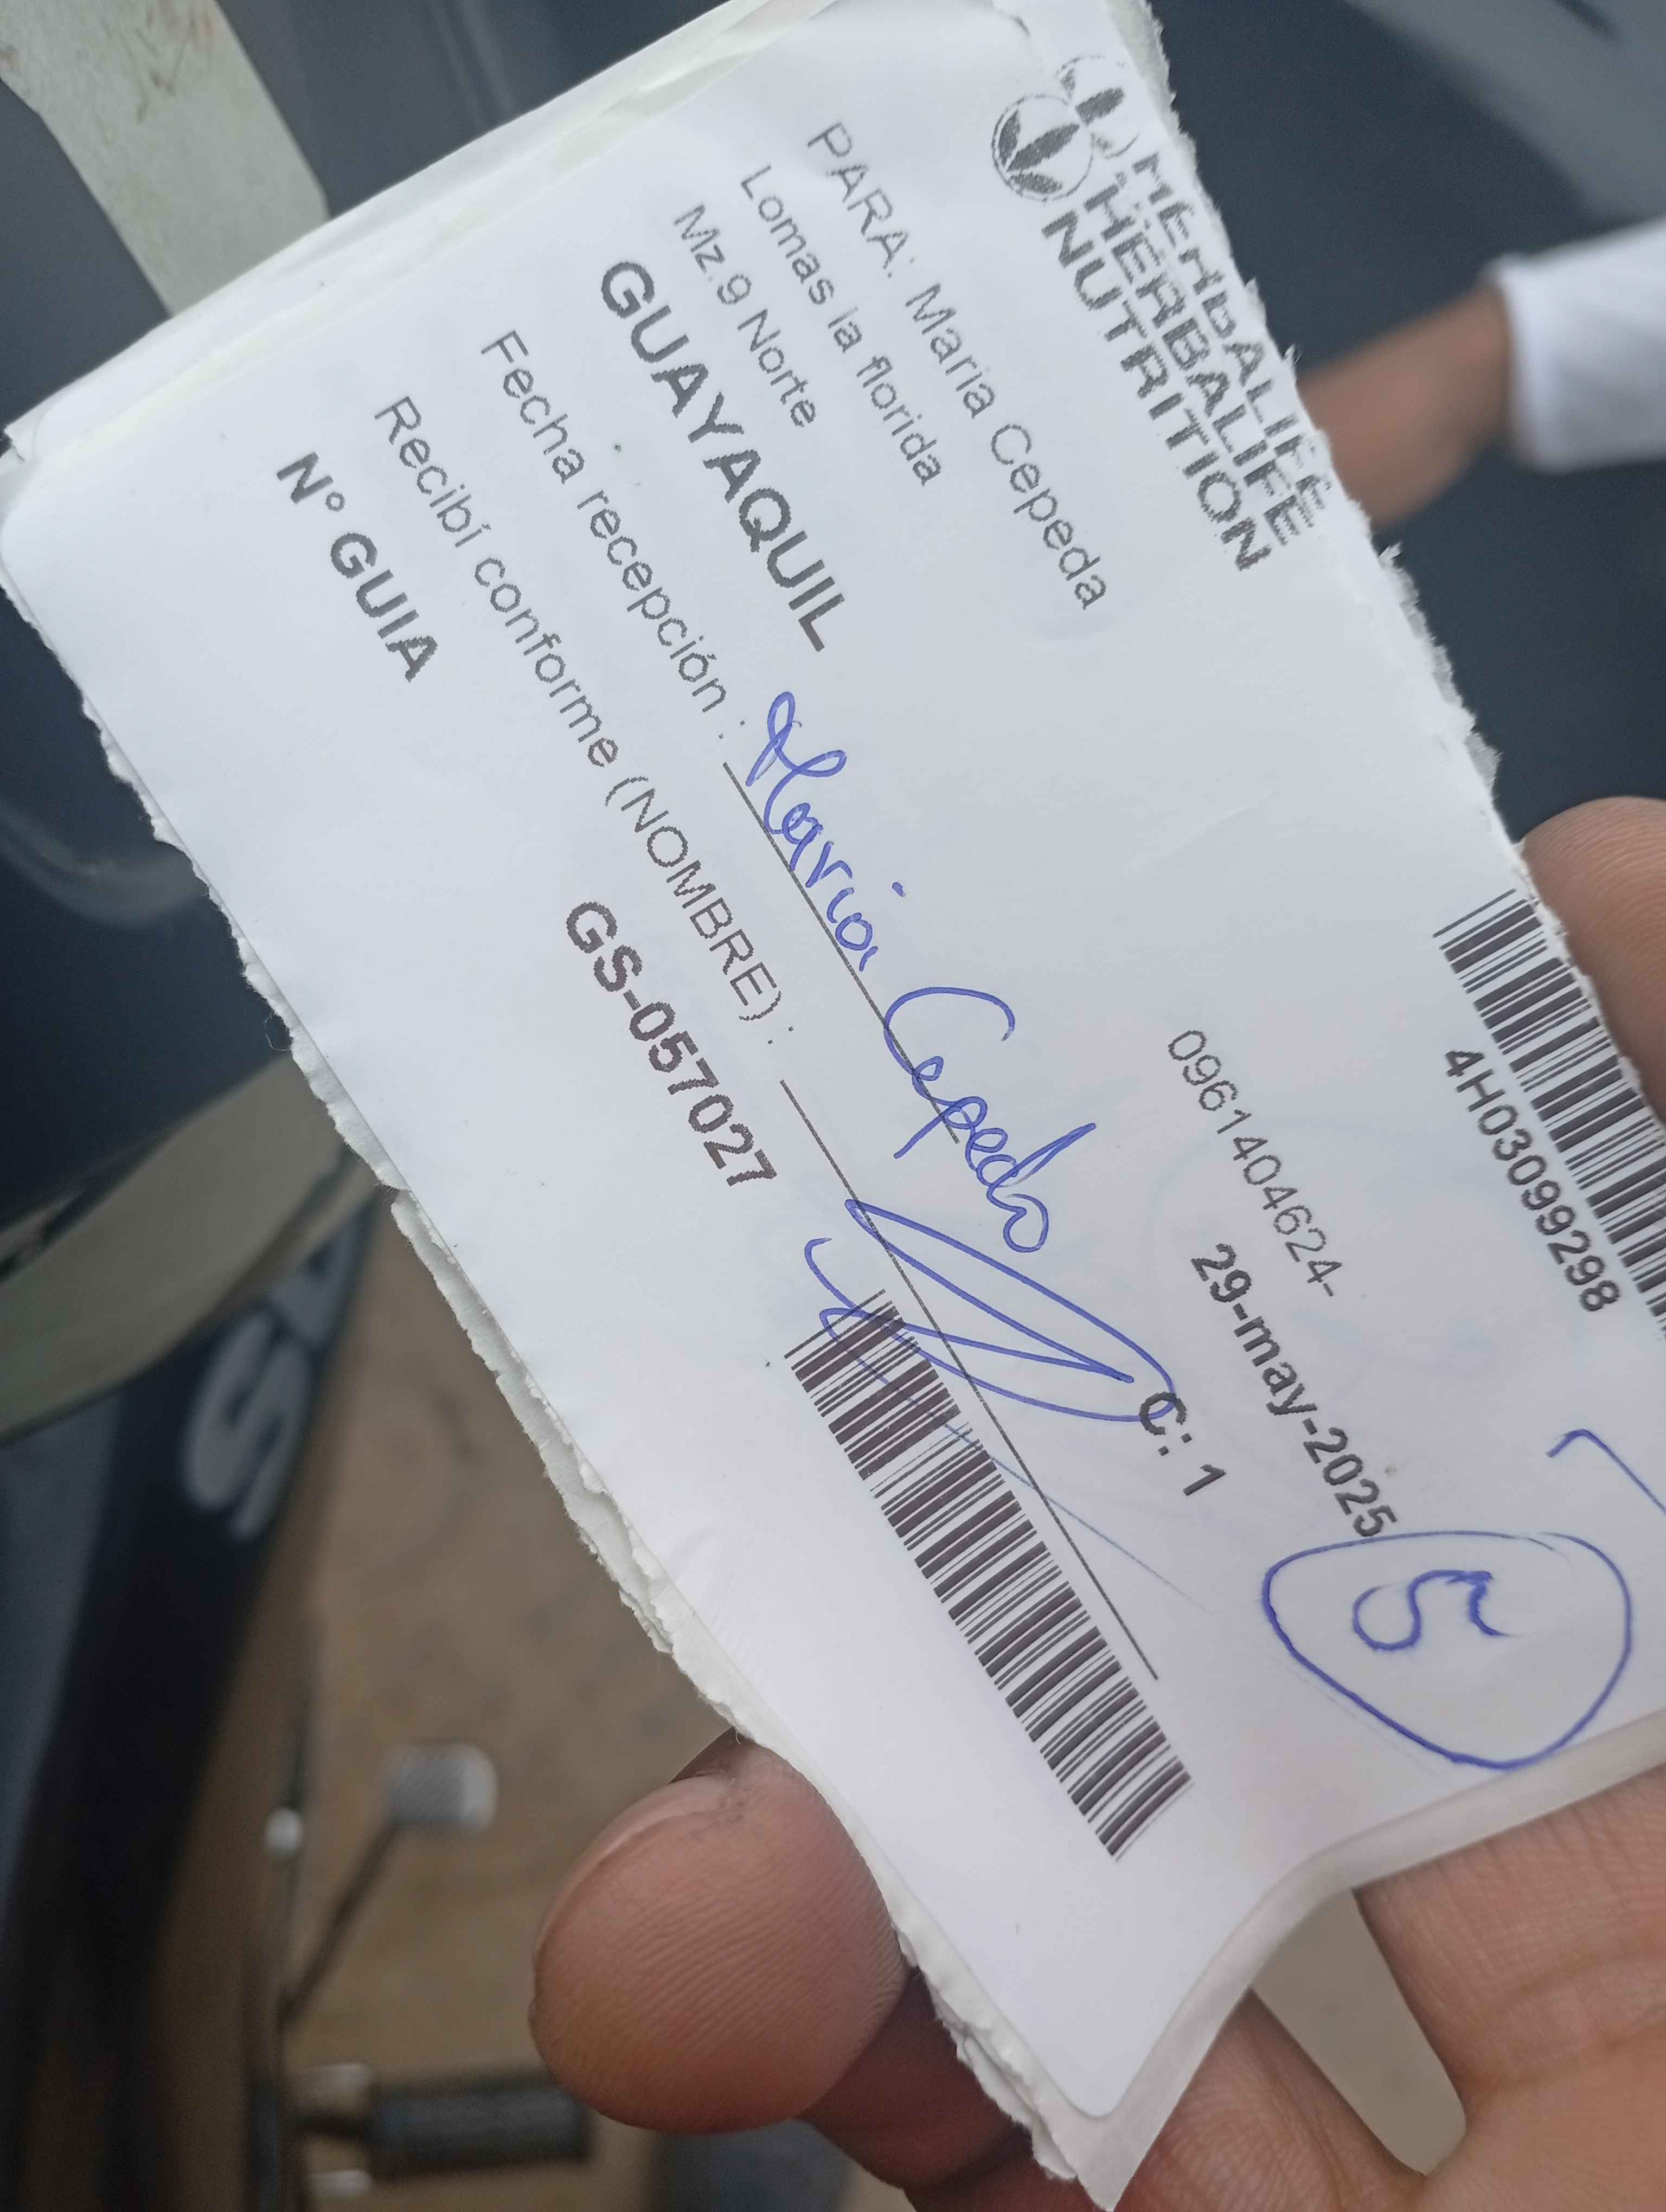 HERBALIFE
HERBALIFE
NUTRITION
4H03099298
PARA: Maria Cepeda
0961404624-
Lomas la florida
Mz.9 Norte
29-may-2025
5
GUAYAQUIL
C: 1
Fecha recepción : Maria Cepeda
Recibí conforme (NOMBRE) :
N° GUIA GS-057027